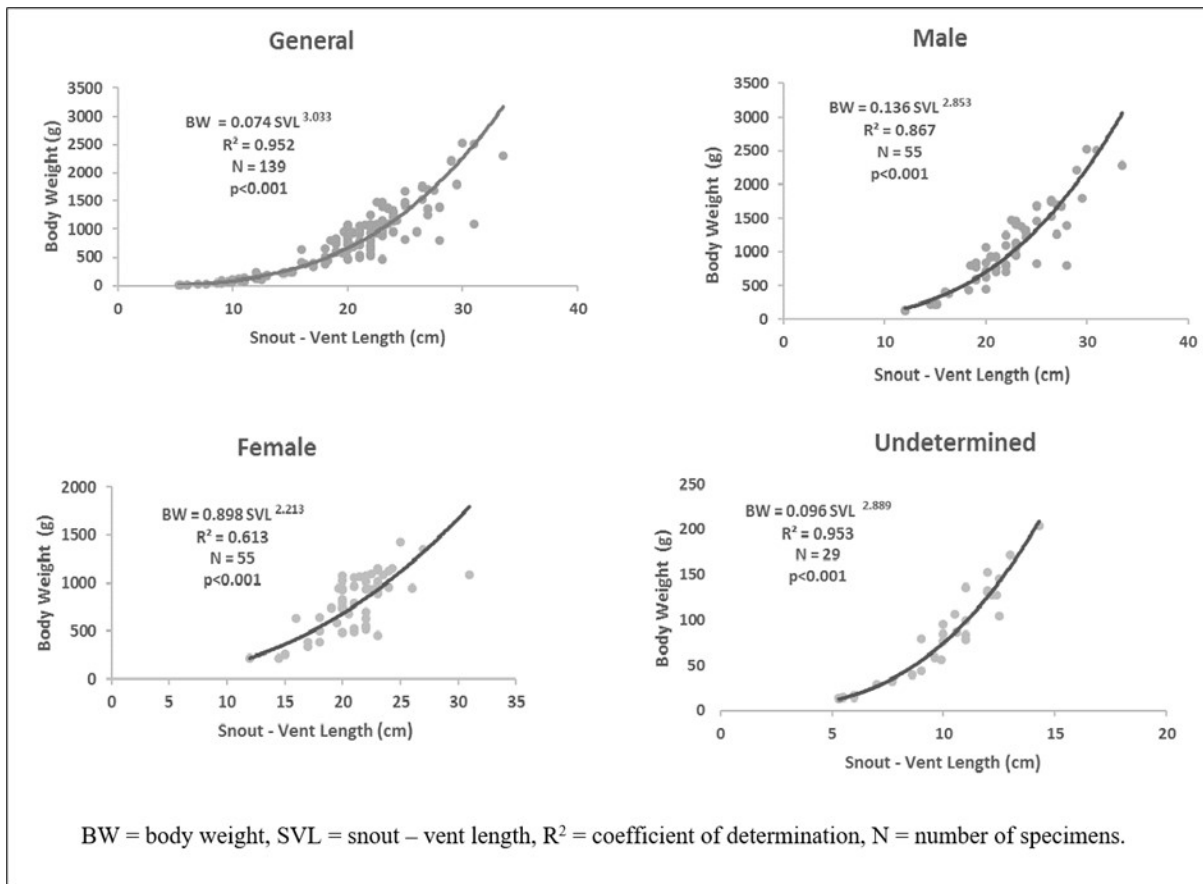 General
3500
3000
2500
2000
1500
1000
500
0
Body Weight (g)
BW = 0.074 SVL 3.033
R² = 0.952
N = 139
p<0.001
0 10 20 30 40
Snout - Vent Length (cm)
Male
3500
3000
2500
2000
1500
1000
500
0
Body Weight (g)
BW = 0.136 SVL 2.853
R² = 0.867
N = 55
p<0.001
0 10 20 30 40
Snout - Vent Length (cm)
Female
2000
1500
1000
500
0
Body Weight (g)
BW = 0.898 SVL 2.213
R² = 0.613
N = 55
p<0.001
0 5 10 15 20 25 30 35
Snout - Vent Length (cm)
Undetermined
250
200
150
100
50
0
Body Weight (g)
BW = 0.096 SVL 2.889
R² = 0.953
N = 29
p<0.001
0 5 10 15 20
Snout - Vent Length (cm)
BW = body weight, SVL = snout – vent length, R² = coefficient of determination, N = number of specimens.